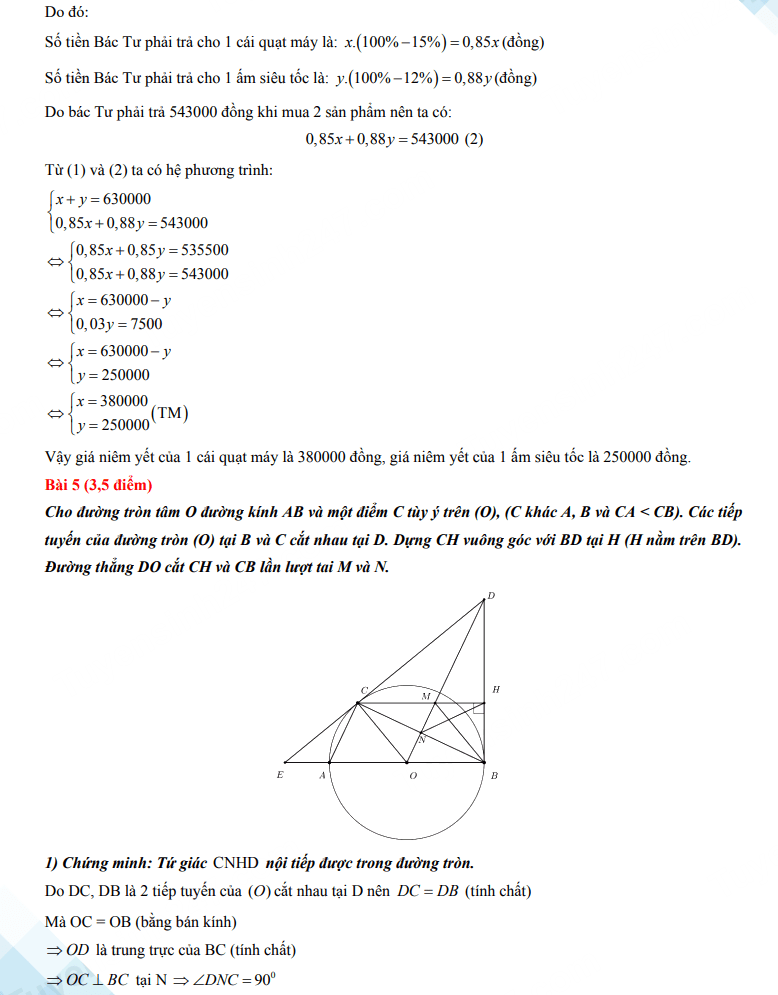 Do đó:
Số tiền Bác Tư phải trả cho 1 cái quạt máy là: x.(100% − 15%) = 0,85x (đồng)
Số tiền Bác Tư phải trả cho 1 ấm siêu tốc là: y.(100% − 12%) = 0,88y (đồng)
Do bác Tư phải trả 543000 đồng khi mua 2 sản phẩm nên ta có:
0,85x + 0,88y = 543000 (2)
Từ (1) và (2) ta có hệ phương trình:
{x + y = 630000
0,85x + 0,88y = 543000
⇔ {0,85x + 0,85y = 535500
0,85x + 0,88y = 543000
⇔ {x = 630000 − y
0,03y = 7500
⇔ {x = 630000 − y
y = 250000
⇔ {x = 380000
y = 250000 (TM)
Vậy giá niêm yết của 1 cái quạt máy là 380000 đồng, giá niêm yết của 1 ấm siêu tốc là 250000 đồng.
Bài 5 (3,5 điểm)
Cho đường tròn tâm O đường kính AB và một điểm C tùy ý trên (O), (C khác A, B và CA < CB). Các tiếp
tuyến của đường tròn (O) tại B và C cắt nhau tại D. Dựng CH vuông góc với BD tại H (H nằm trên BD).
Đường thẳng DO cắt CH và CB lần lượt tai M và N.
D
C
M
H
N
E
A
O
B
1) Chứng minh: Tứ giác CNHD nội tiếp được trong đường tròn.
Do DC, DB là 2 tiếp tuyến của (O) cắt nhau tại D nên DC = DB (tính chất)
Mà OC = OB (bằng bán kính)
⇒ OD là trung trực của BC (tính chất)
⇒ OC ⊥ BC tại N ⇒ ∠DNC = 90⁰